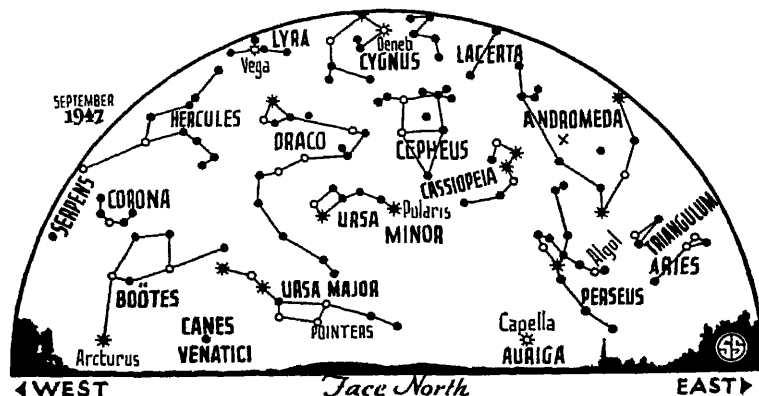 LYRA
Vega
Deneb
CYGNUS
LACERTA
SEPTEMBER
1947
HERCULES
DRACO
CEPHEUS
ANDROMEDA
CASSIOPEIA
SERPENS
CORONA
URSA
MINOR
Polaris
TRIANGULUM
Algol
ARIES
BOÖTES
URSA MAJOR
PERSEUS
POINTERS
CANES
VENATICI
Capella
AURIGA
Arcturus
SS
◄WEST
Face North
EAST►